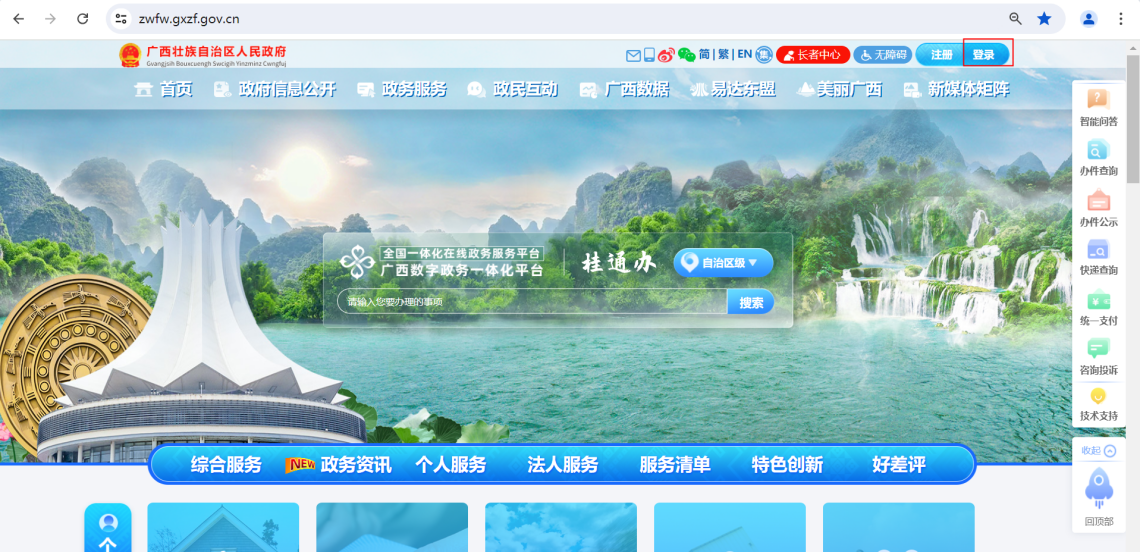 zwfw.gxzf.gov.cn
广西壮族自治区人民政府
Gvangjsih Bouxcuengh Swcigih Yinzminz Cwngfuj
简 | 繁 | EN
长者中心
无障碍
注册
登录
首页 政府信息公开 政务服务 政民互动 广西数据 易达东盟 美丽广西 新媒体矩阵
全国一体化在线政务服务平台
广西数字政务一体化平台
桂通办
自治区级
请输入您要办理的事项
搜索
综合服务 NEW 政务资讯 个人服务 法人服务 服务清单 特色创新 好差评
智能问答
办件查询
办件公示
快递查询
统一支付
咨询投诉
技术支持
收起
回顶部
个